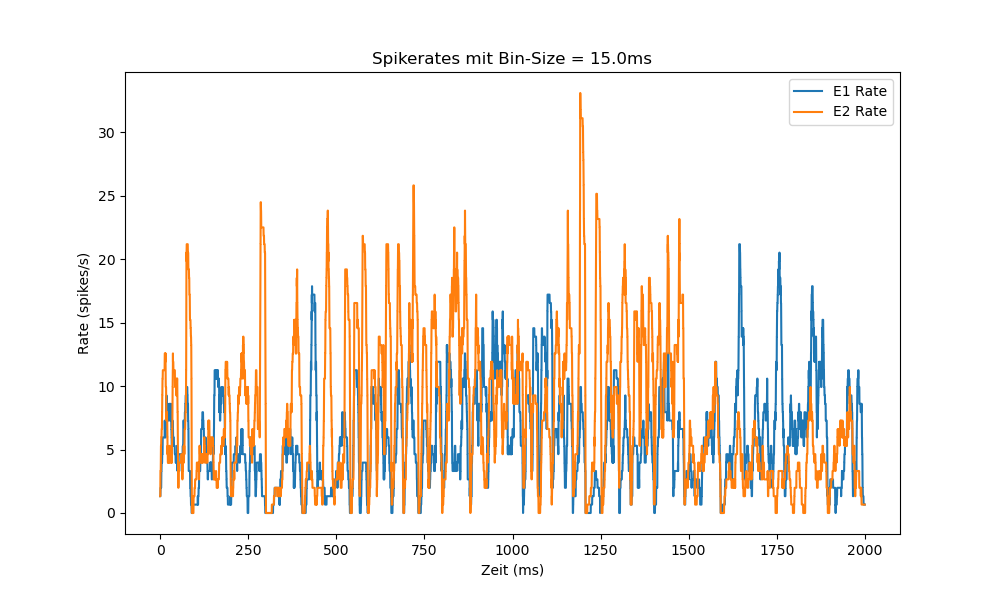 Spikerates mit Bin-Size = 15.0ms
E1 Rate
E2 Rate
Rate (spikes/s)
30
25
20
15
10
5
0
0 250 500 750 1000 1250 1500 1750 2000
Zeit (ms)